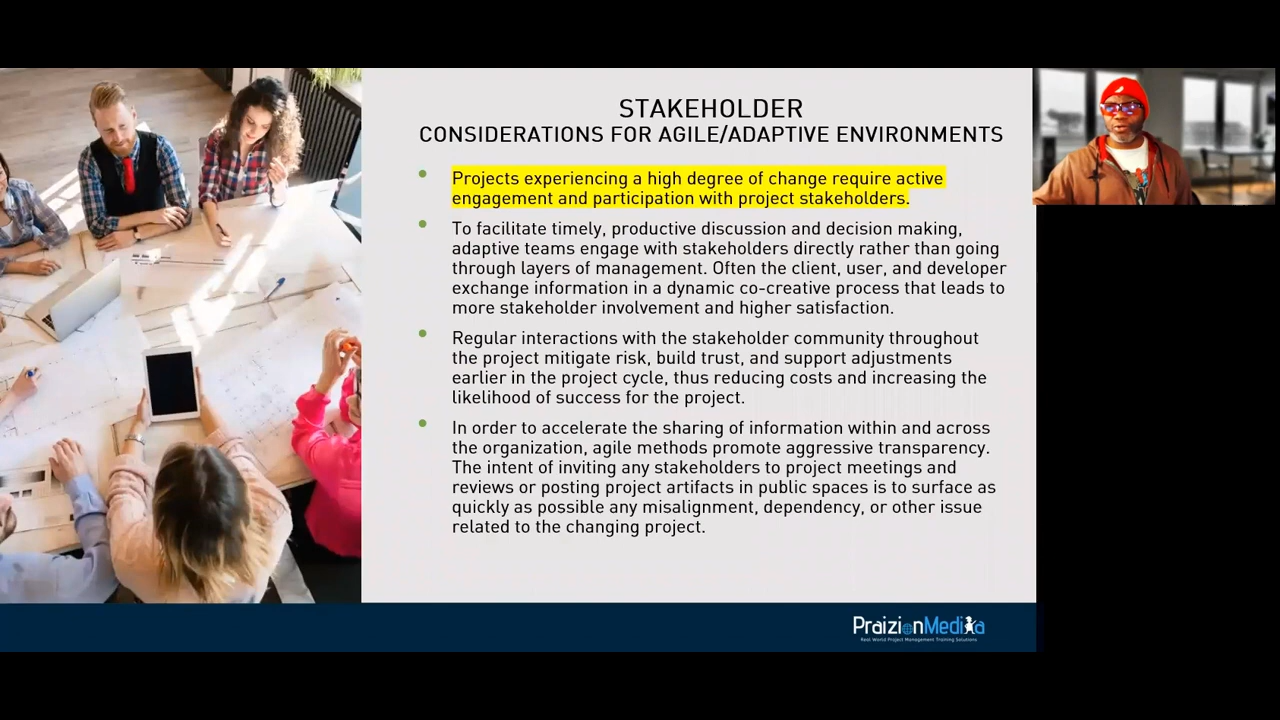 STAKEHOLDER
CONSIDERATIONS FOR AGILE/ADAPTIVE ENVIRONMENTS
Projects experiencing a high degree of change require active
engagement and participation with project stakeholders.
To facilitate timely, productive discussion and decision making,
adaptive teams engage with stakeholders directly rather than going
through layers of management. Often the client, user, and developer
exchange information in a dynamic co-creative process that leads to
more stakeholder involvement and higher satisfaction.
Regular interactions with the stakeholder community throughout
the project mitigate risk, build trust, and support adjustments
earlier in the project cycle, thus reducing costs and increasing the
likelihood of success for the project.
In order to accelerate the sharing of information within and across
the organization, agile methods promote aggressive transparency.
The intent of inviting any stakeholders to project meetings and
reviews or posting project artifacts in public spaces is to surface as
quickly as possible any misalignment, dependency, or other issue
related to the changing project.
PraizionMedia
Real World Project Management Training Solutions